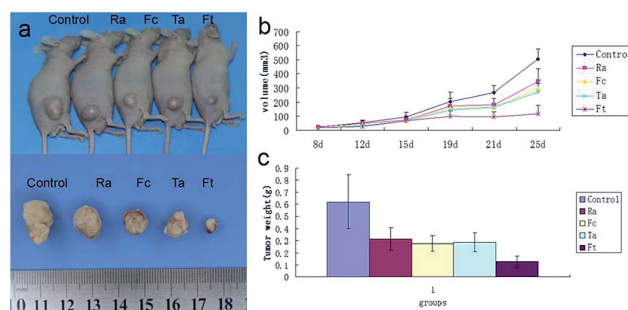 a
Control Ra Fc Ta Ft
Control Ra Fc Ta Ft
10 11 12 13 14 15 16 17 18
b
volume(mm3)
700
600
500
400
300
200
100
0
8d 12d 15d 19d 21d 25d
Control
Ra
Fc
Ta
Ft
c
Tumor weight(g)
0.9
0.8
0.7
0.6
0.5
0.4
0.3
0.2
0.1
0
1
groups
Control
Ra
Fc
Ta
Ft